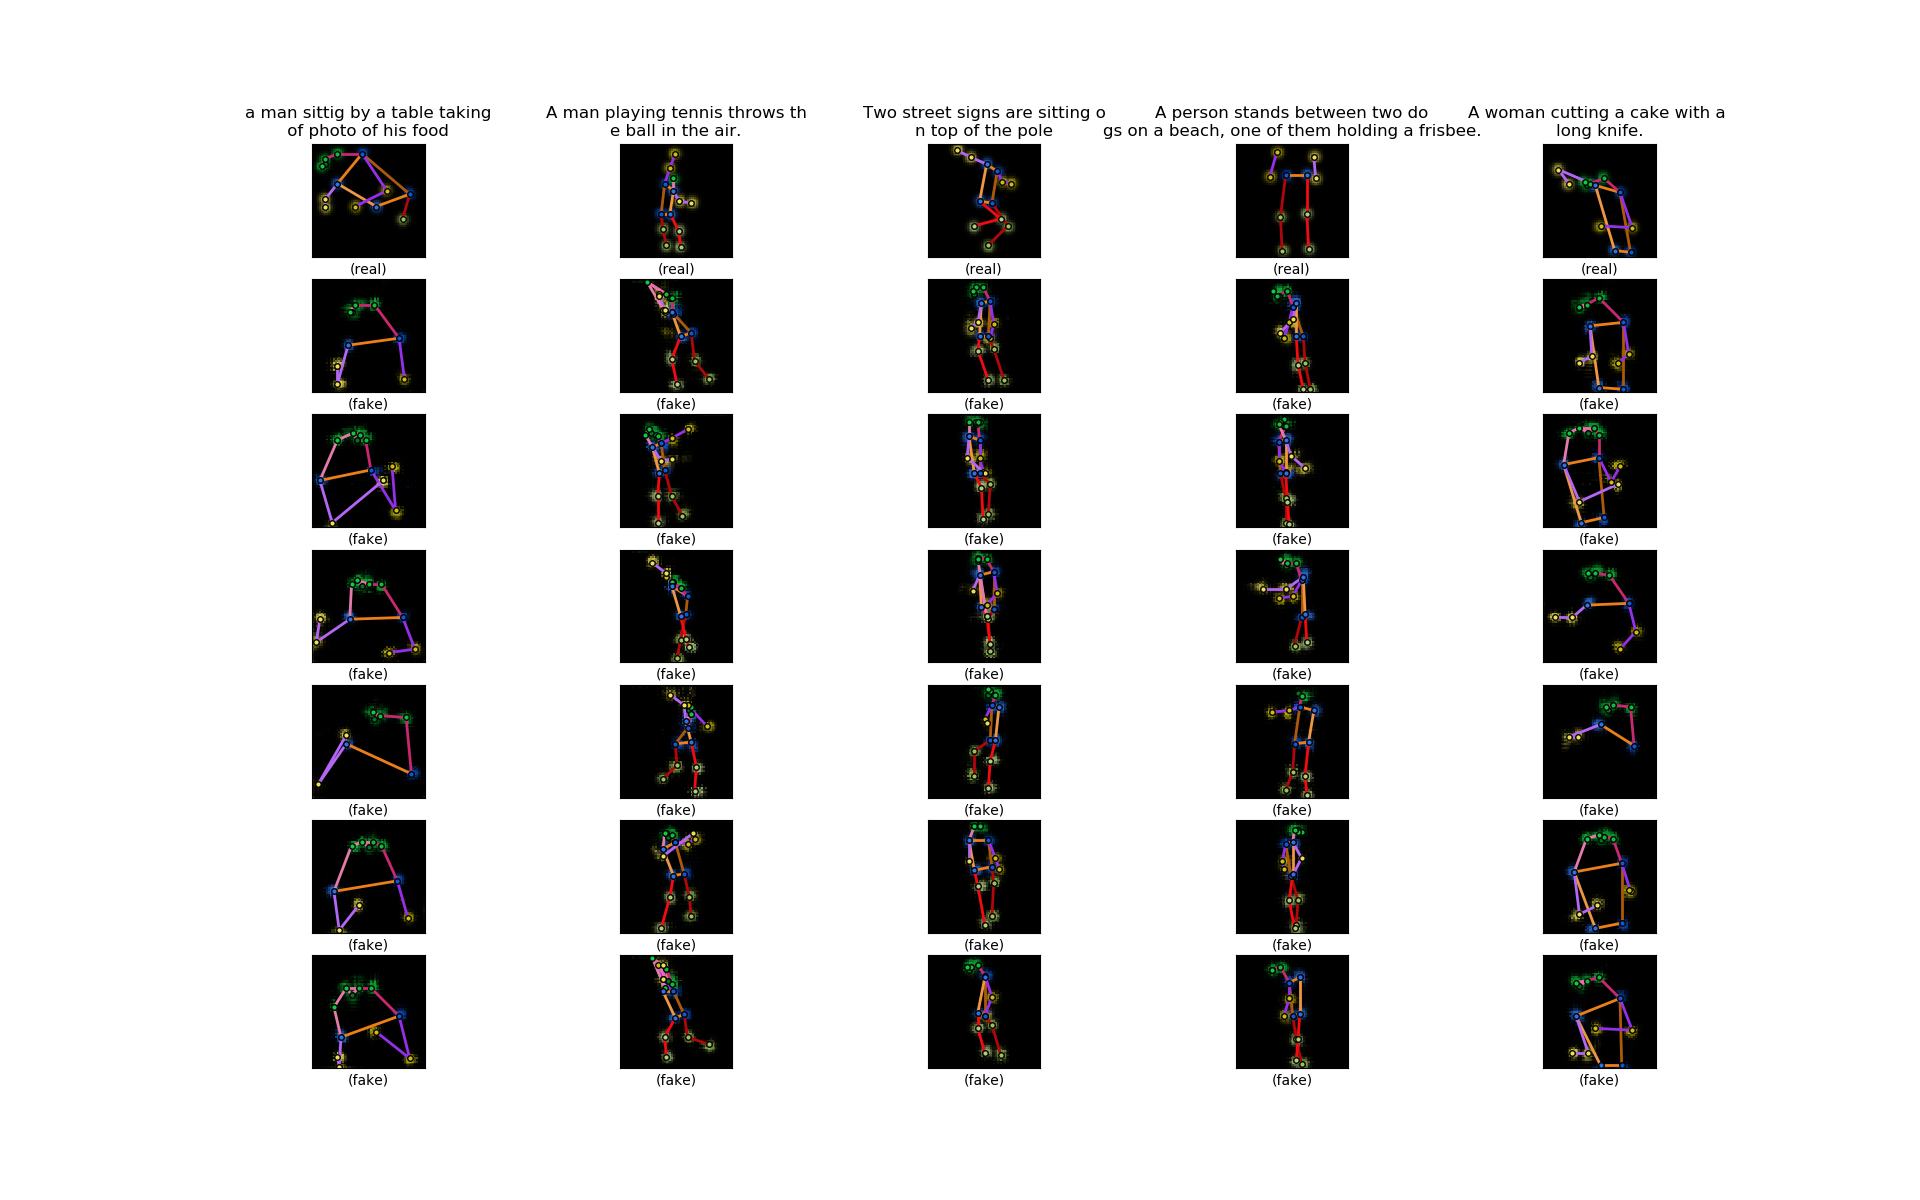 a man sittig by a table taking
of photo of his food
A man playing tennis throws th
e ball in the air.
Two street signs are sitting o
n top of the pole
A person stands between two do
gs on a beach, one of them holding a frisbee.
A woman cutting a cake with a
long knife.
(real) (real) (real) (real) (real)
(fake) (fake) (fake) (fake) (fake)
(fake) (fake) (fake) (fake) (fake)
(fake) (fake) (fake) (fake) (fake)
(fake) (fake) (fake) (fake) (fake)
(fake) (fake) (fake) (fake) (fake)
(fake) (fake) (fake) (fake) (fake)